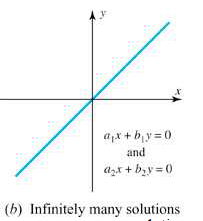 y
x
a₁x + b₁y = 0
and
a₂x + b₂y = 0
(b) Infinitely many solutions